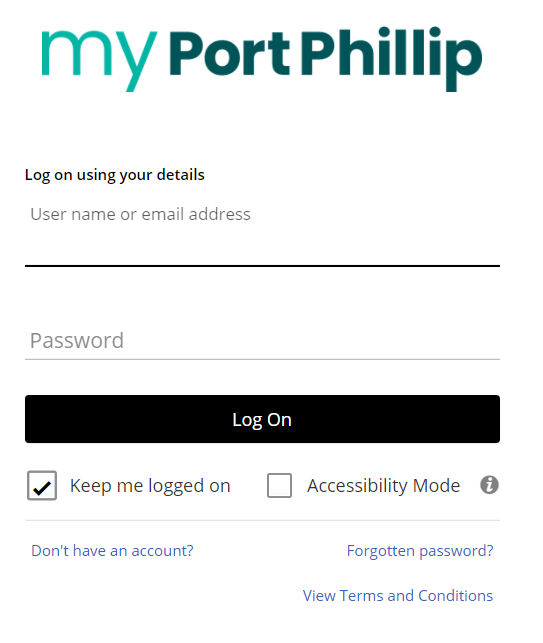 my Port Phillip
Log on using your details
User name or email address
Password
Log On
Keep me logged on Accessibility Mode i
Don't have an account? Forgotten password?
View Terms and Conditions